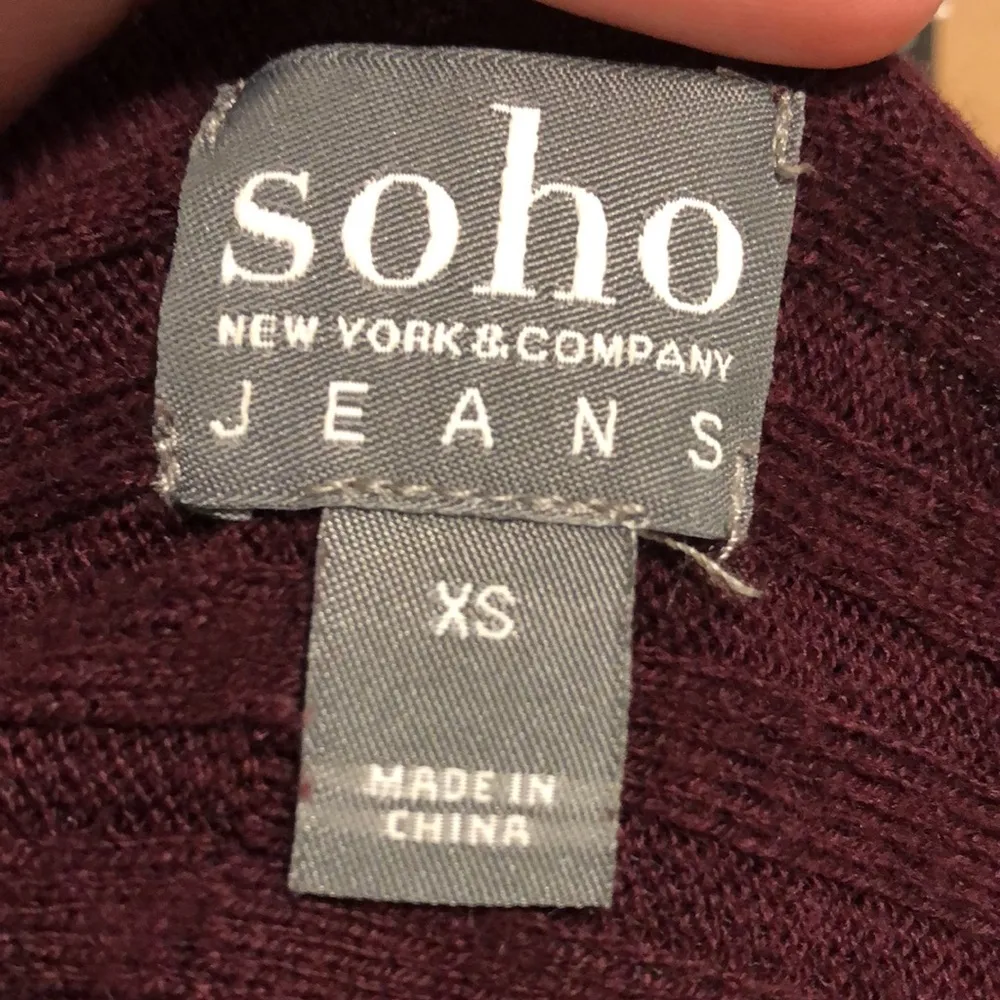 soho
NEW YORK & COMPANY
JEANS
XS
MADE IN
CHINA